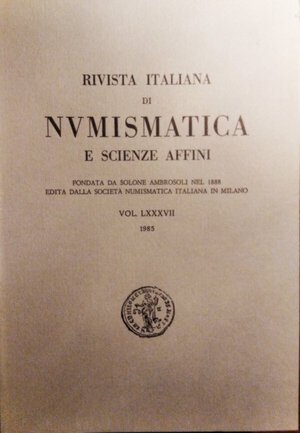 RIVISTA ITALIANA
DI
NVMISMATICA
E SCIENZE AFFINI
FONDATA DA SOLONE AMBROSOLI NEL 1888
EDITA DALLA SOCIETÀ NUMISMATICA ITALIANA IN MILANO
VOL. LXXXVII
1985